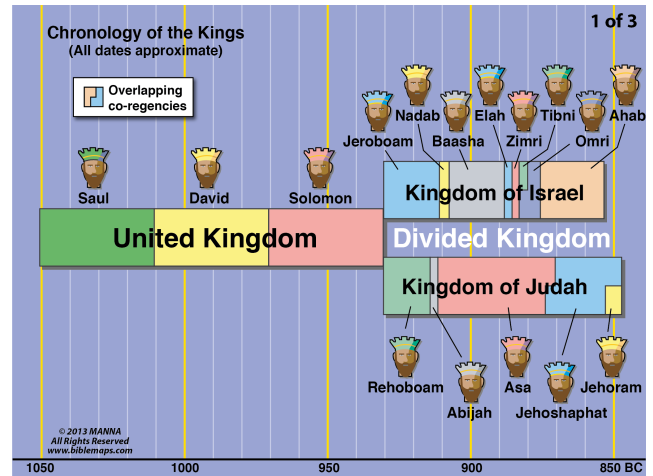 Chronology of the Kings
(All dates approximate)
1 of 3
Overlapping
co-regencies
Nadab
Elah
Tibni
Ahab
Jeroboam
Baasha
Zimri
Omri
Saul
David
Solomon
Kingdom of Israel
United Kingdom
Divided Kingdom
Kingdom of Judah
Rehoboam
Asa
Jehoram
Abijah
Jehoshaphat
© 2013 MANNA
All Rights Reserved
www.biblemaps.com
1050 1000 950 900 850 BC